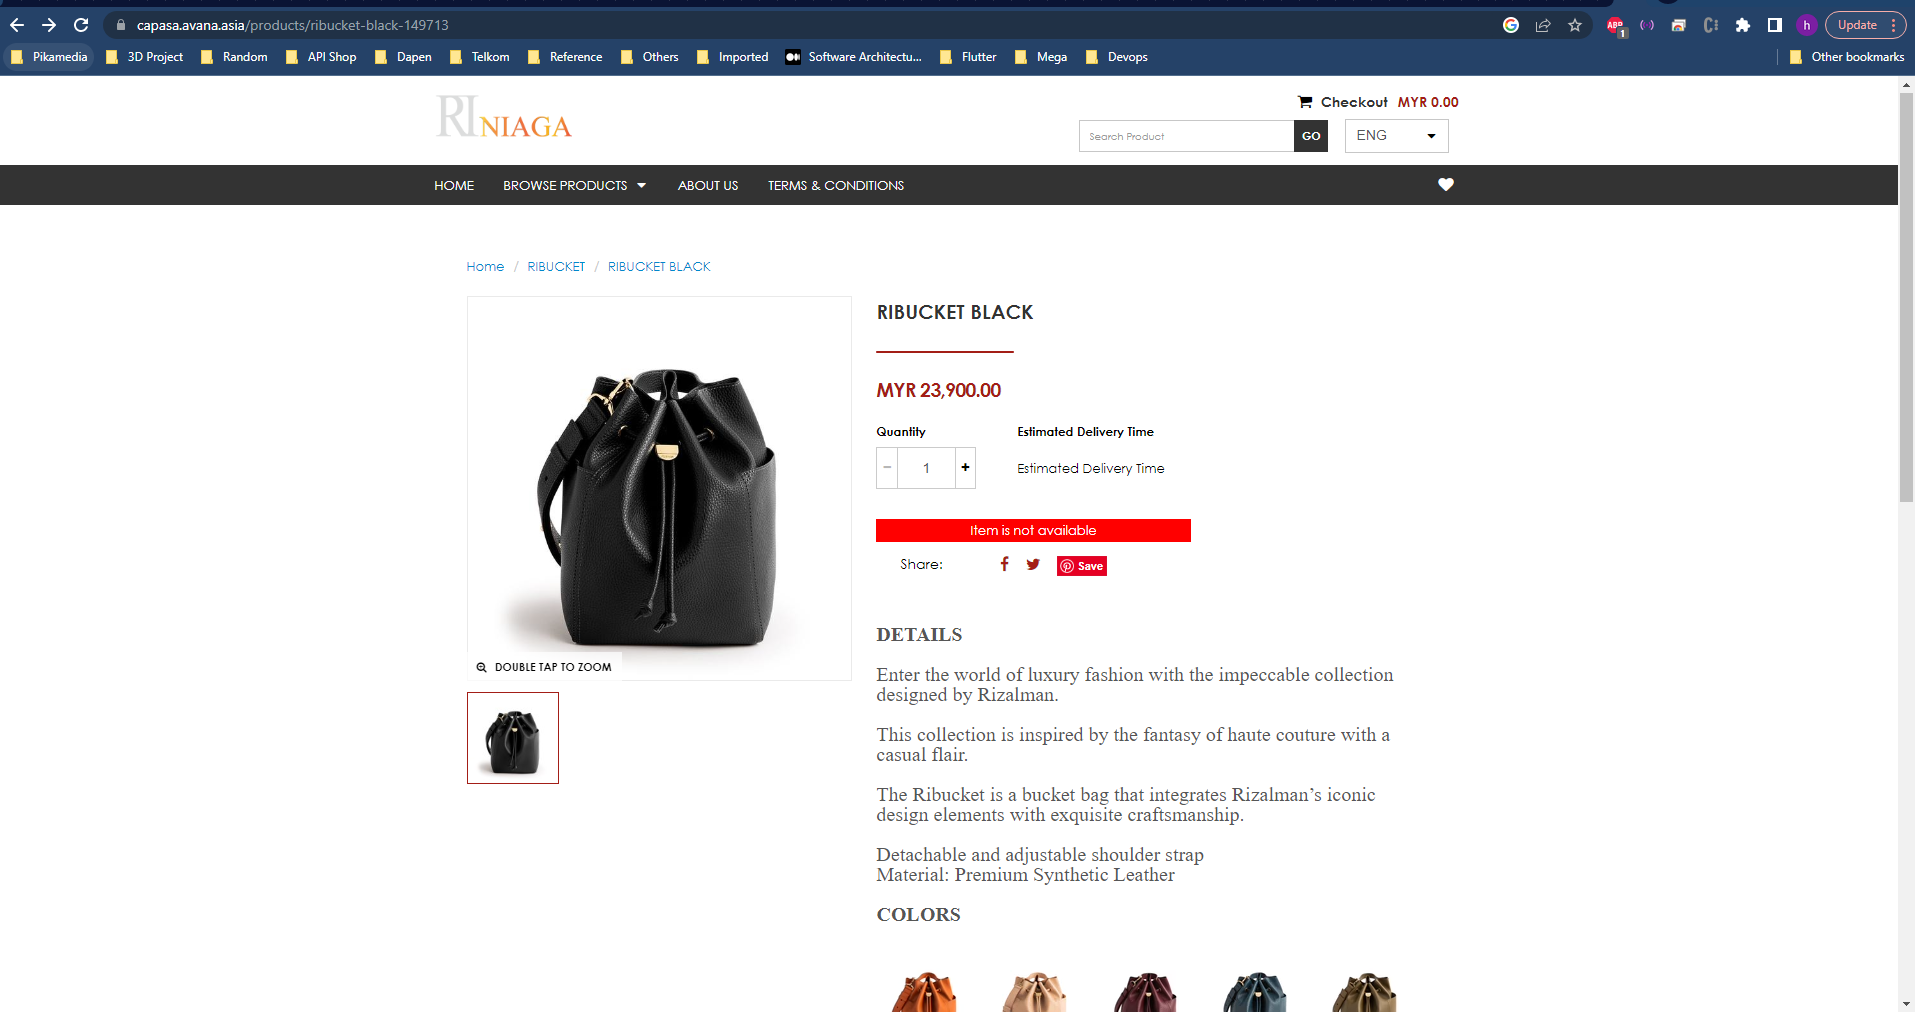 capasa.avana.asia/products/ribucket-black-149713
ABP
1
h
Update
Pikamedia
3D Project
Random
API Shop
Dapen
Telkom
Reference
Others
Imported
Software Architectu...
Flutter
Mega
Devops
Other bookmarks
RINIAGA
Checkout MYR 0.00
Search Product
GO
ENG
HOME
BROWSE PRODUCTS
ABOUT US
TERMS & CONDITIONS
Home / RIBUCKET / RIBUCKET BLACK
DOUBLE TAP TO ZOOM
RIBUCKET BLACK
MYR 23,900.00
Quantity
Estimated Delivery Time
− 1 +
Estimated Delivery Time
Item is not available
Share:
Save
DETAILS
Enter the world of luxury fashion with the impeccable collection
designed by Rizalman.
This collection is inspired by the fantasy of haute couture with a
casual flair.
The Ribucket is a bucket bag that integrates Rizalman’s iconic
design elements with exquisite craftsmanship.
Detachable and adjustable shoulder strap
Material: Premium Synthetic Leather
COLORS